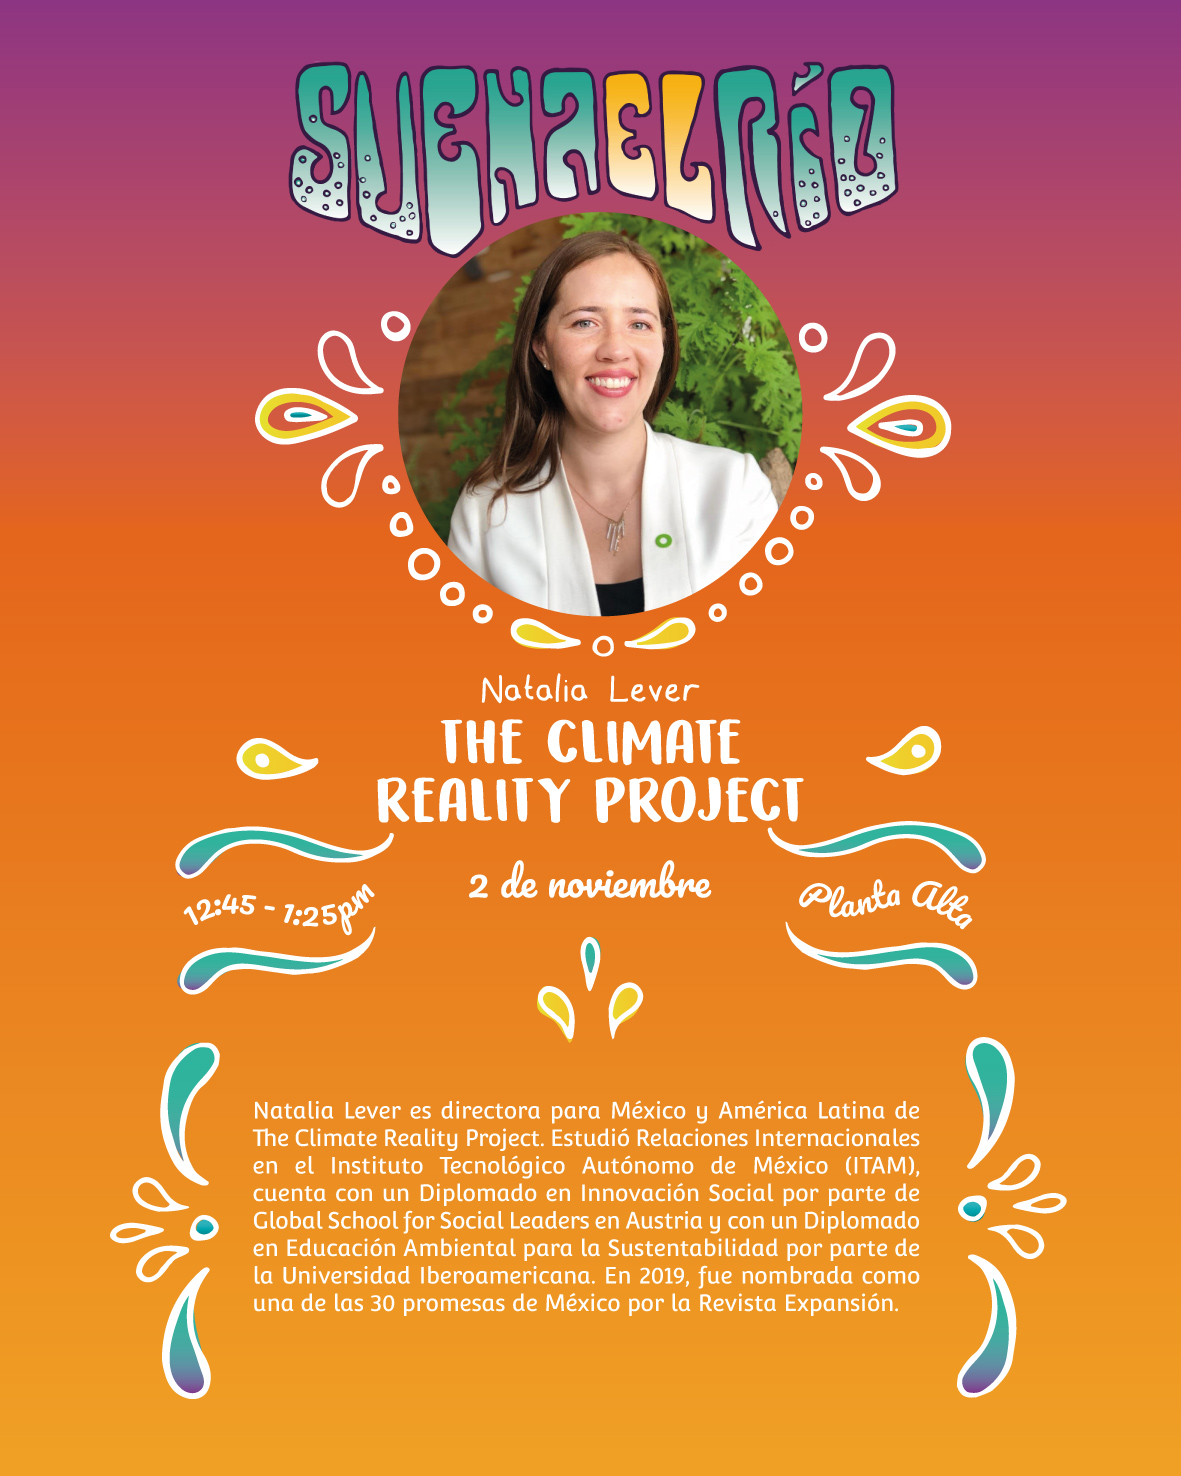 SUENAELRÍO
Natalia Lever
THE CLIMATE
REALITY PROJECT
2 de noviembre
12:45 - 1:25pm
Planta Alta
Natalia Lever es directora para México y América Latina de
The Climate Reality Project. Estudió Relaciones Internacionales
en el Instituto Tecnológico Autónomo de México (ITAM),
cuenta con un Diplomado en Innovación Social por parte de
Global School for Social Leaders en Austria y con un Diplomado
en Educación Ambiental para la Sustentabilidad por parte de
la Universidad Iberoamericana. En 2019, fue nombrada como
una de las 30 promesas de México por la Revista Expansión.